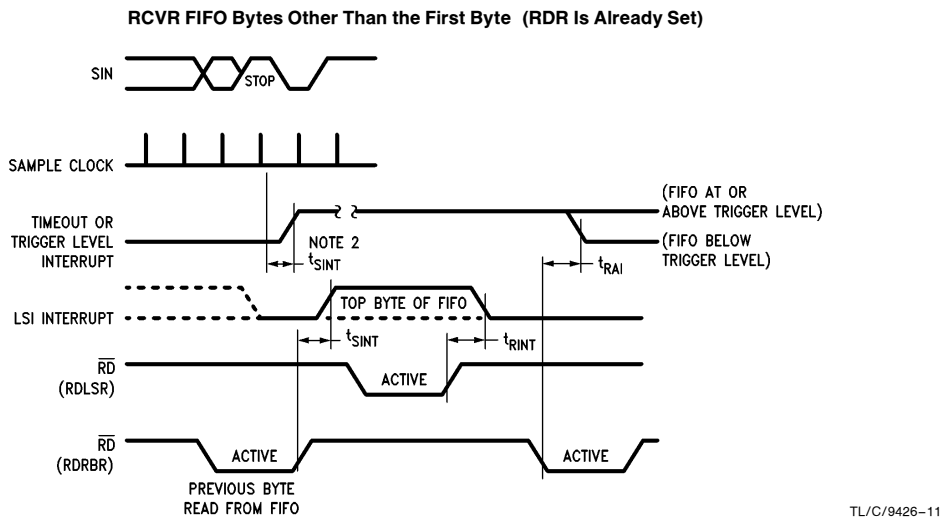 RCVR FIFO Bytes Other Than the First Byte (RDR Is Already Set)
SIN
STOP
SAMPLE CLOCK
TIMEOUT OR
TRIGGER LEVEL
INTERRUPT
NOTE 2
tSINT
(FIFO AT OR
ABOVE TRIGGER LEVEL)
(FIFO BELOW
TRIGGER LEVEL)
tRAI
LSI INTERRUPT
TOP BYTE OF FIFO
tSINT
tRINT
RD
(RDLSR)
ACTIVE
RD
(RDRBR)
ACTIVE
ACTIVE
PREVIOUS BYTE
READ FROM FIFO
TL/C/9426–11